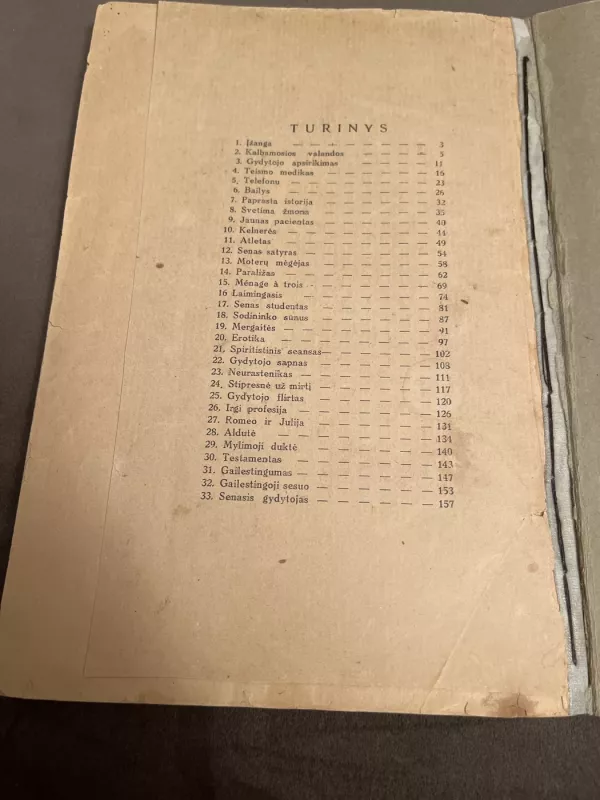 TURINYS
1. Įžanga — — — — — — — 3
2. Kalbamosios valandos — — — — 5
3. Gydytojo apsirikimas — — — — 11
4. Teismo medikas — — — — — 16
5. Telefonu — — — — — — 23
6. Bailys — — — — — — — 26
7. Paprasta istorija — — — — — 32
8. Svetima žmona — — — — — 35
9. Jaunas pacientas — — — — — 40
10. Kelnerės — — — — — — 44
11. Atletas — — — — — — — 49
12. Senas satyras — — — — — 54
13. Moterų mėgėjas — — — — — 58
14. Paraližas — — — — — — 62
15. Ménage à trois — — — — — 69
16 Laimingasis — — — — — — 74
17. Senas studentas — — — — — 81
18. Sodininko sunus — — — — — 87
19. Mergaitės — — — — — — 91
20. Erotika — — — — — — — 97
21. Spiritistinis seansas — — — — — 102
22. Gydytojo sapnas — — — — — 108
23. Neurastenikas — — — — — 111
24. Stipresnė už mirtį — — — — — 117
25. Gydytojo flirtas — — — — — 120
26. Irgi profesija — — — — — 126
27. Romeo ir Julija — — — — — 131
28. Aldutė — — — — — — — 134
29. Mylimoji duktė — — — — — 140
30. Testamentas — — — — — — 143
31. Gailestingumas — — — — — 147
32. Gailestingoji sesuo — — — — — 153
33. Senasis gydytojas — — — — — 157